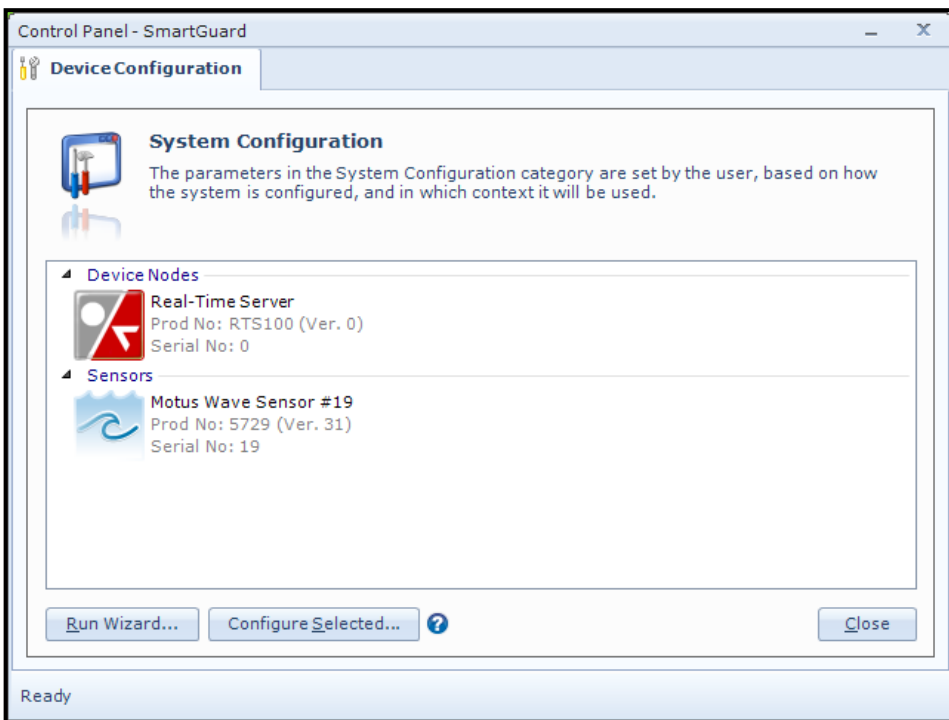 Control Panel - SmartGuard
Device Configuration
System Configuration
The parameters in the System Configuration category are set by the user, based on how
the system is configured, and in which context it will be used.
Device Nodes
Real-Time Server
Prod No: RTS100 (Ver. 0)
Serial No: 0
Sensors
Motus Wave Sensor #19
Prod No: 5729 (Ver. 31)
Serial No: 19
Run Wizard... Configure Selected... ? Close
Ready